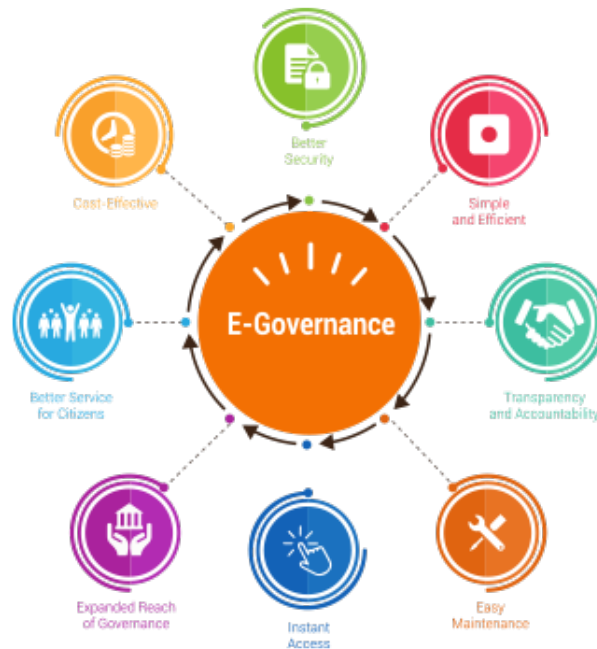 Better
Security
Cost-Effective
Simple
and Efficient
E-Governance
Better Service
for Citizens
Transparency
and Accountability
Expanded Reach
of Governance
Instant
Access
Easy
Maintenance